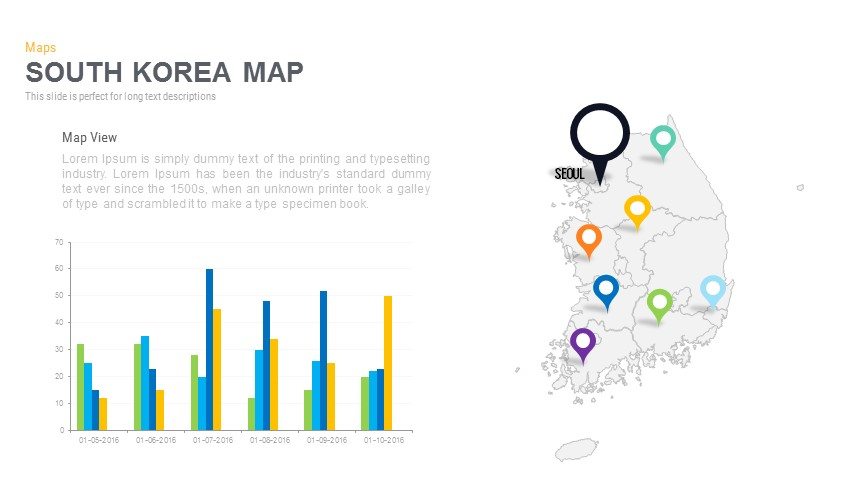 Maps
SOUTH KOREA MAP
This slide is perfect for long text descriptions
Map View
Lorem Ipsum is simply dummy text of the printing and typesetting
industry. Lorem Ipsum has been the industry's standard dummy
text ever since the 1500s, when an unknown printer took a galley
of type and scrambled it to make a type specimen book.
70
60
50
40
30
20
10
0
01-05-2016 01-06-2016 01-07-2016 01-08-2016 01-09-2016 01-10-2016
SEOUL